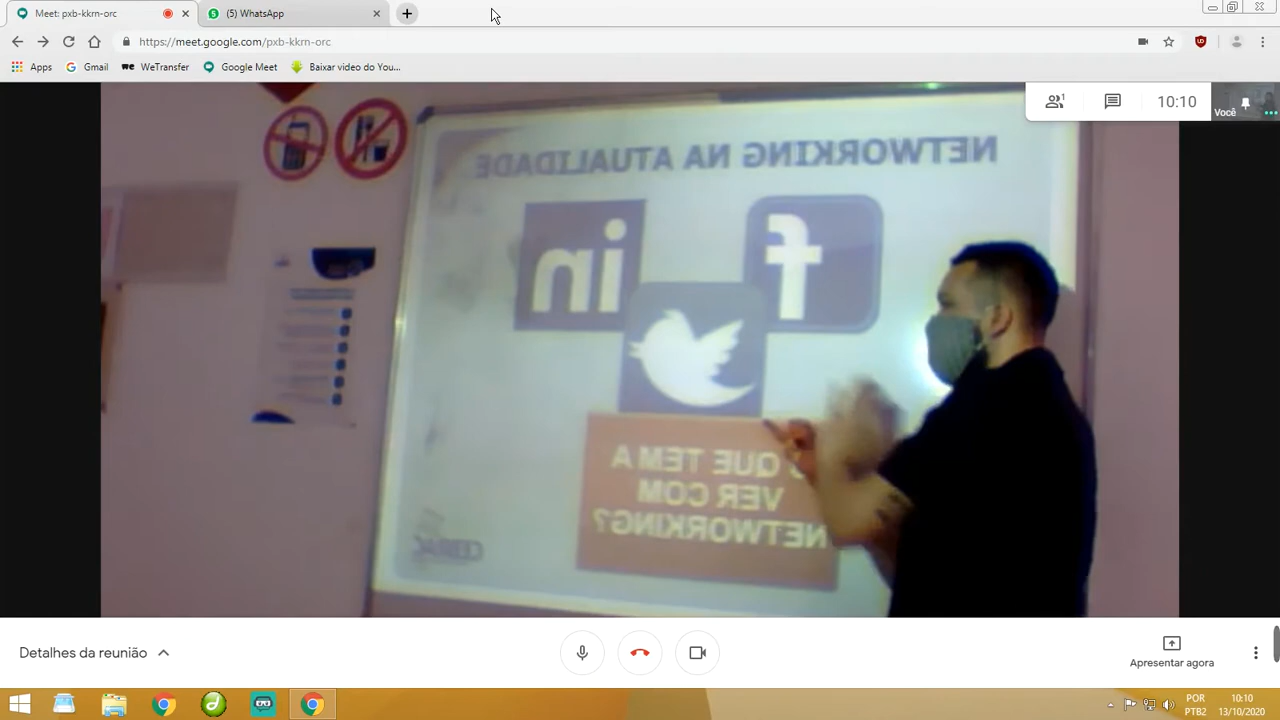 Meet: pxb-kkrn-orc
(5) WhatsApp
https://meet.google.com/pxb-kkrn-orc
Apps
Gmail
WeTransfer
Google Meet
Baixar video do You...
1
10:10
Você
NETWORKING NA ATUALIDADE
in
f
O QUE TEM A
VER COM
NETWORKING?
CEBRAC
Detalhes da reunião
Apresentar agora
POR
PTB2
10:10
13/10/2020